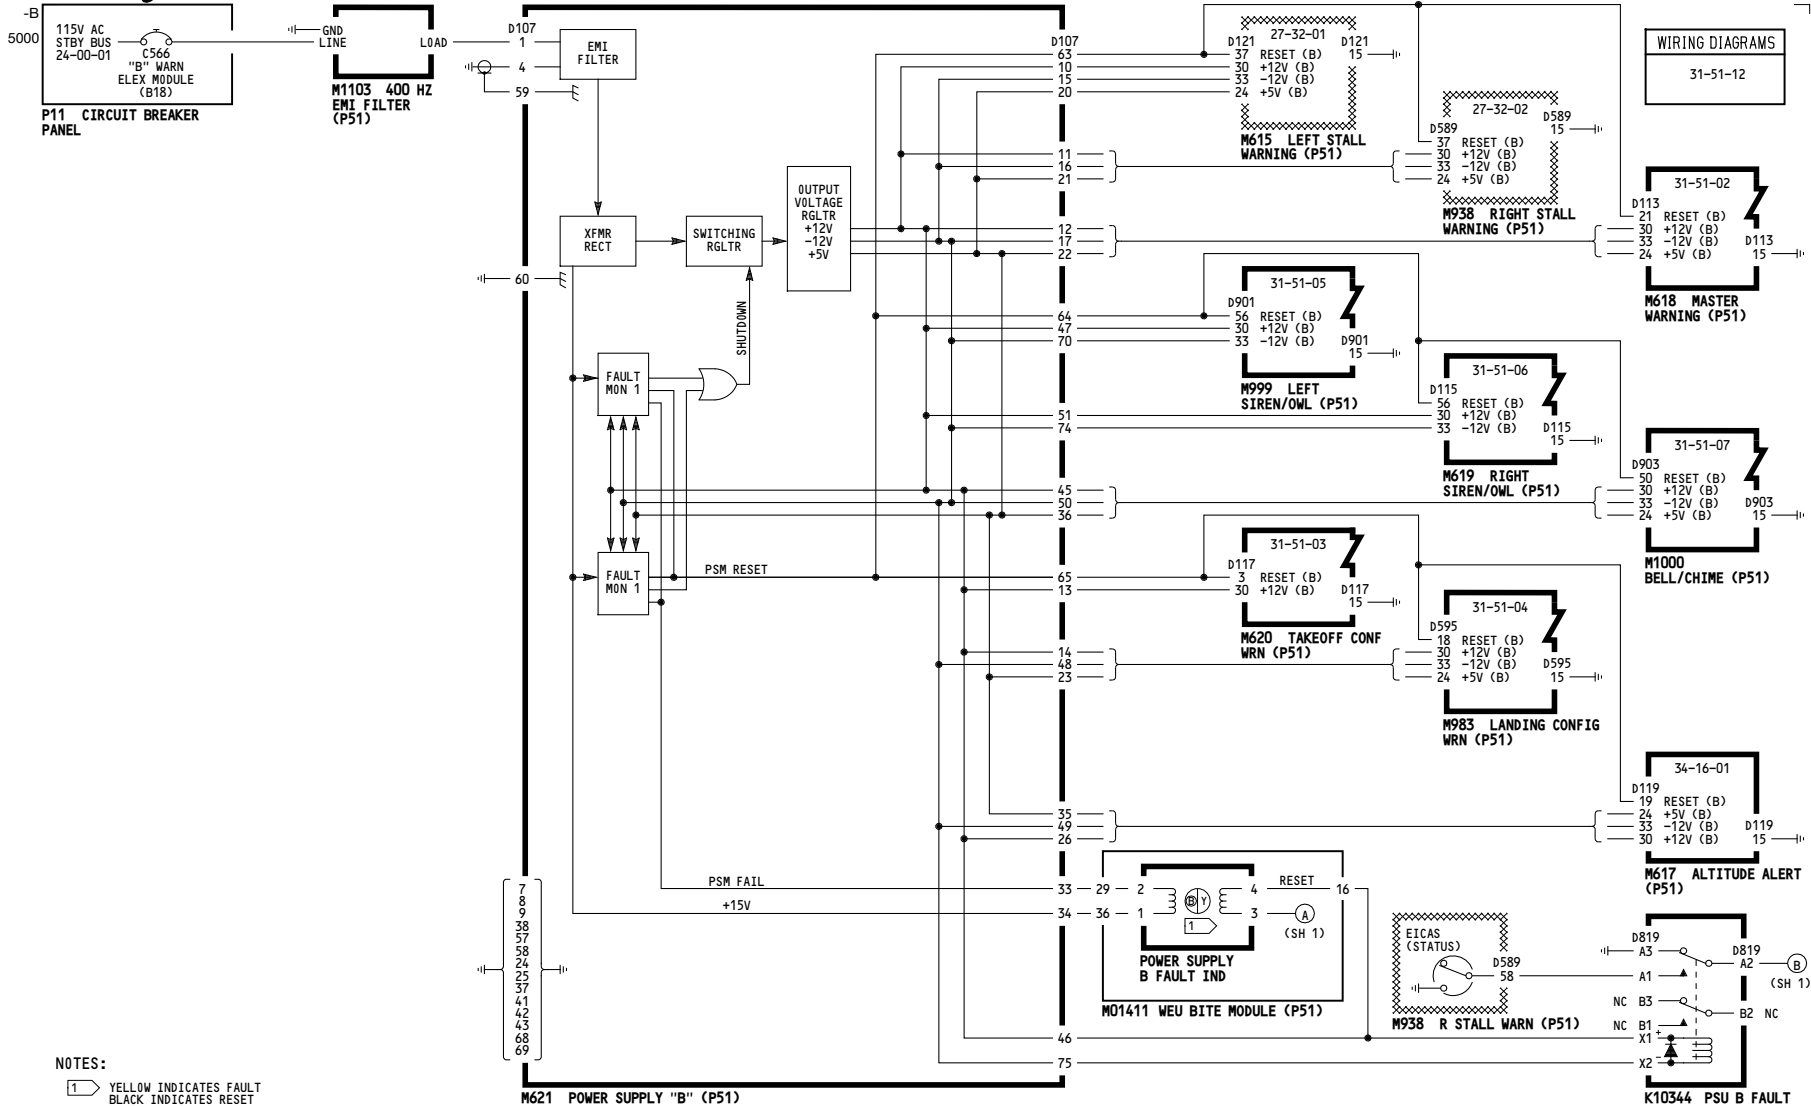 -B
5000
115V AC
STBY BUS
24-00-01
C566
"B" WARN
ELEX MODULE
(B18)
P11 CIRCUIT BREAKER
PANEL
GND
LINE
LOAD
M1103 400 HZ
EMI FILTER
(P51)
D107
1
4
59
60
EMI
FILTER
XFMR
RECT
SWITCHING
RGLTR
OUTPUT
VOLTAGE
RGLTR
+12V
-12V
+5V
SHUTDOWN
FAULT
MON 1
FAULT
MON 1
PSM RESET
PSM FAIL
+15V
7
8
9
38
57
58
24
25
37
41
42
43
68
69
M621 POWER SUPPLY "B" (P51)
D107
63
10
15
20
11
16
21
12
17
22
64
47
70
51
74
45
50
36
65
13
14
48
23
35
49
26
33
34
46
75
27-32-01
D121
37 RESET (B)
30 +12V (B)
33 -12V (B)
24 +5V (B)
D121
15
M615 LEFT STALL
WARNING (P51)
27-32-02
D589
37 RESET (B)
30 +12V (B)
33 -12V (B)
24 +5V (B)
D589
15
M938 RIGHT STALL
WARNING (P51)
WIRING DIAGRAMS
31-51-12
31-51-02
D113
21 RESET (B)
30 +12V (B)
33 -12V (B)
24 +5V (B)
D113
15
M618 MASTER
WARNING (P51)
31-51-05
D901
56 RESET (B)
30 +12V (B)
33 -12V (B)
D901
15
M999 LEFT
SIREN/OWL (P51)
31-51-06
D115
56 RESET (B)
30 +12V (B)
33 -12V (B)
D115
15
M619 RIGHT
SIREN/OWL (P51)
31-51-07
D903
50 RESET (B)
30 +12V (B)
33 -12V (B)
24 +5V (B)
D903
15
M1000
BELL/CHIME (P51)
31-51-03
D117
3 RESET (B)
30 +12V (B)
D117
15
M620 TAKEOFF CONF
WRN (P51)
31-51-04
D595
18 RESET (B)
30 +12V (B)
33 -12V (B)
24 +5V (B)
D595
15
M983 LANDING CONFIG
WRN (P51)
34-16-01
D119
19 RESET (B)
24 +5V (B)
33 -12V (B)
30 +12V (B)
D119
15
M617 ALTITUDE ALERT
(P51)
29 2
36 1
B Y
1
4 RESET 16
3 A
(SH 1)
POWER SUPPLY
B FAULT IND
M01411 WEU BITE MODULE (P51)
EICAS
(STATUS)
D589
58
M938 R STALL WARN (P51)
D819
A3
A1
NC B3
NC B1
X1
+
-
X2
D819
A2 B
(SH 1)
B2 NC
K10344 PSU B FAULT
NOTES:
1 YELLOW INDICATES FAULT
BLACK INDICATES RESET